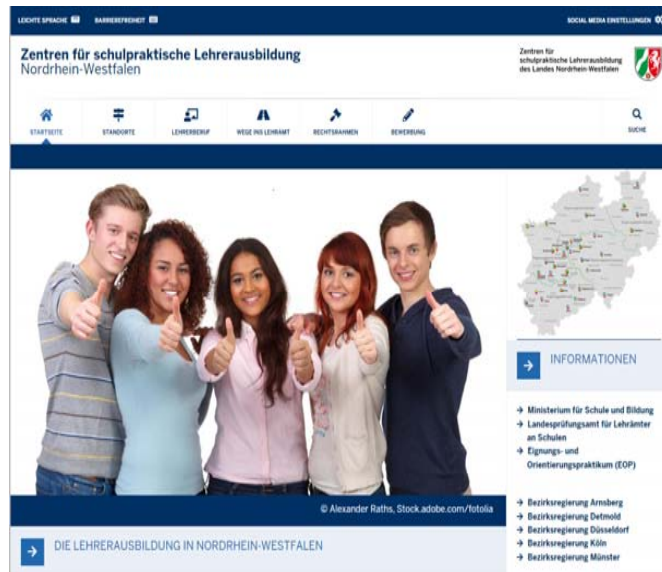 LEICHTE SPRACHE
BARRIEREFREIHEIT
SOCIAL MEDIA EINSTELLUNGEN
Zentren für schulpraktische Lehrerausbildung
Nordrhein-Westfalen
Zentren für
schulpraktische Lehrerausbildung
des Landes Nordrhein-Westfalen
STARTSEITE
STANDORTE
LEHRERBERUF
WEGE INS LEHRAMT
RECHTSRAHMEN
BEWERBUNG
SUCHE
© Alexander Raths, Stock.adobe.com/fotolia
DIE LEHRERAUSBILDUNG IN NORDRHEIN-WESTFALEN
INFORMATIONEN
Ministerium für Schule und Bildung
Landesprüfungsamt für Lehrämter
an Schulen
Eignungs- und
Orientierungspraktikum (EOP)
Bezirksregierung Arnsberg
Bezirksregierung Detmold
Bezirksregierung Düsseldorf
Bezirksregierung Köln
Bezirksregierung Münster